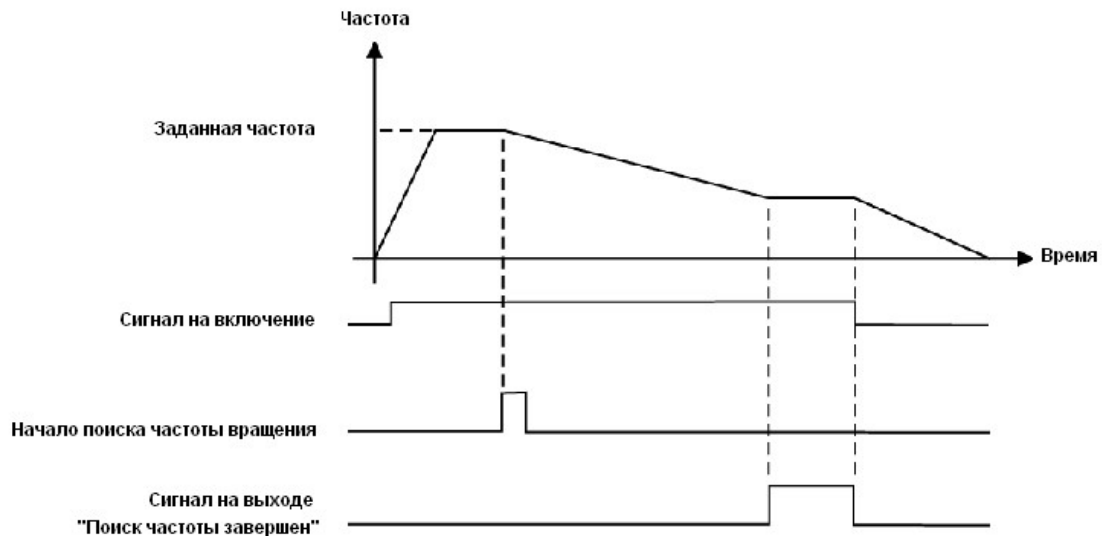 Частота
Заданная частота
Время
Сигнал на включение
Начало поиска частоты вращения
Сигнал на выходе
"Поиск частоты завершен"